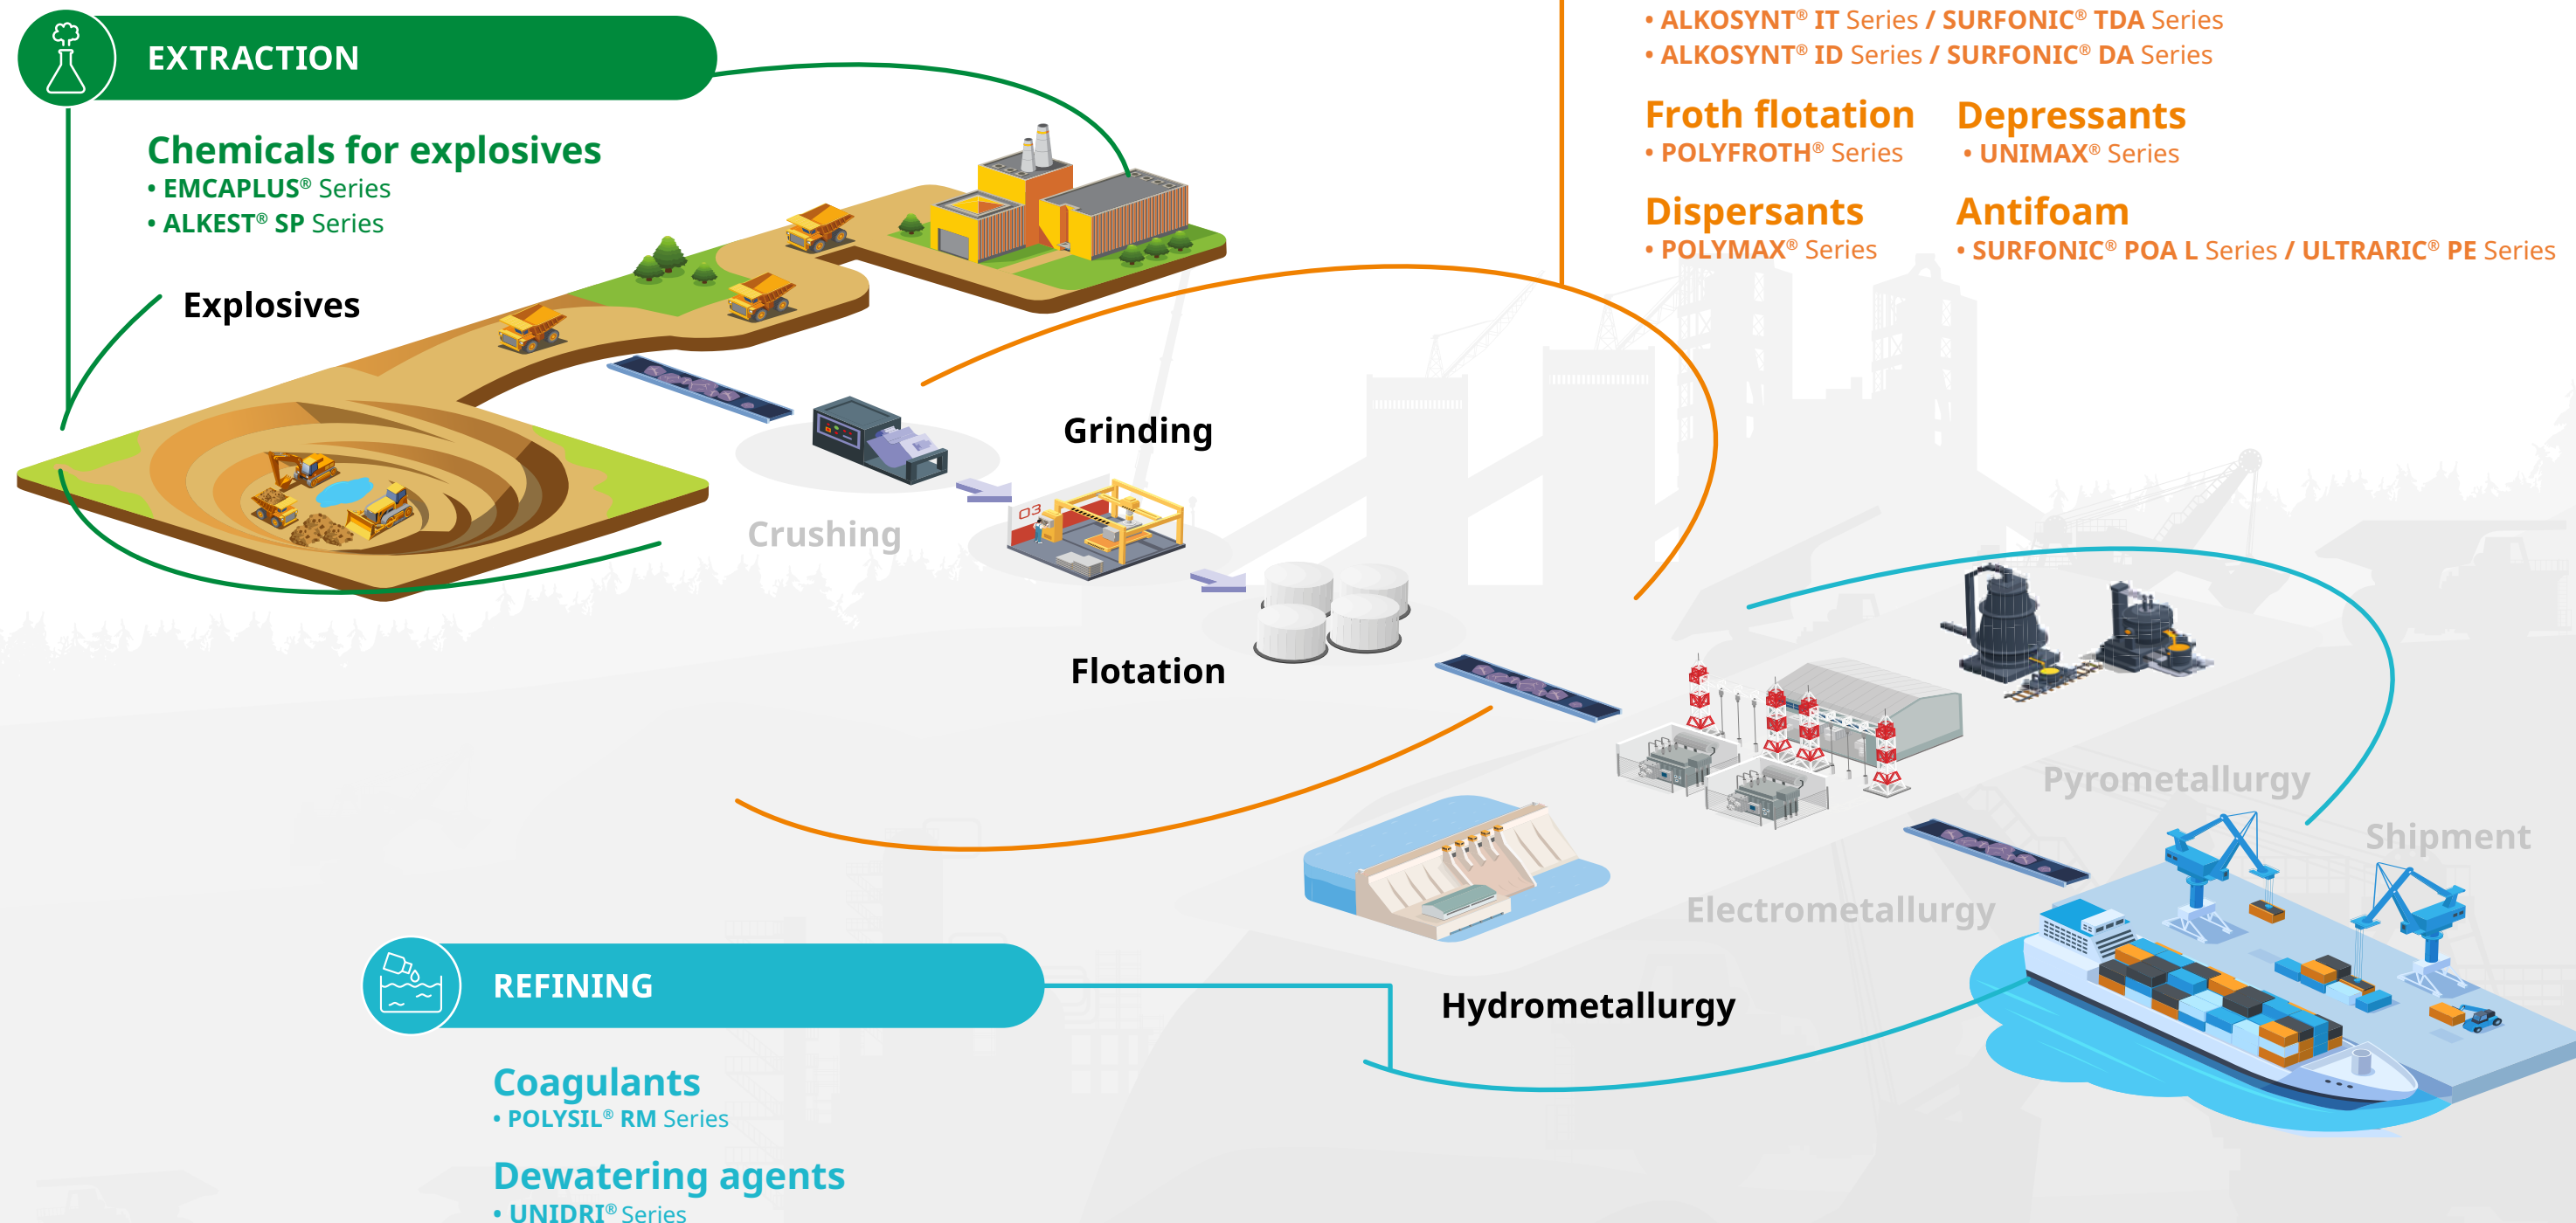 EXTRACTION
Chemicals for explosives
• EMCAPLUS® Series
• ALKEST® SP Series
Explosives
• ALKOSYNT® IT Series / SURFONIC® TDA Series
• ALKOSYNT® ID Series / SURFONIC® DA Series
Froth flotation
• POLYFROTH® Series
Depressants
• UNIMAX® Series
Dispersants
• POLYMAX® Series
Antifoam
• SURFONIC® POA L Series / ULTRARIC® PE Series
Grinding
Crushing
03
Flotation
Pyrometallurgy
Shipment
Electrometallurgy
Hydrometallurgy
REFINING
Coagulants
• POLYSIL® RM Series
Dewatering agents
• UNIDRI® Series